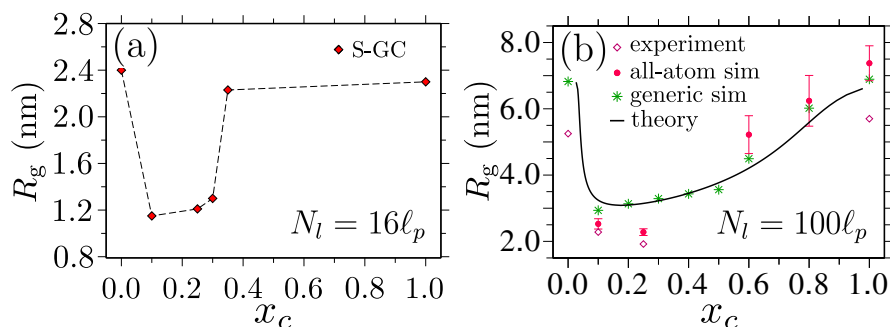 (a)
S-GC
2.8
2.4
2.0
1.6
1.2
0.8
R_g (nm)
N_l = 16ℓ_p
0.0 0.2 0.4 0.6 0.8 1.0
x_c
(b)
experiment
all-atom sim
generic sim
theory
8.0
6.0
4.0
2.0
R_g (nm)
N_l = 100ℓ_p
0.0 0.2 0.4 0.6 0.8 1.0
x_c